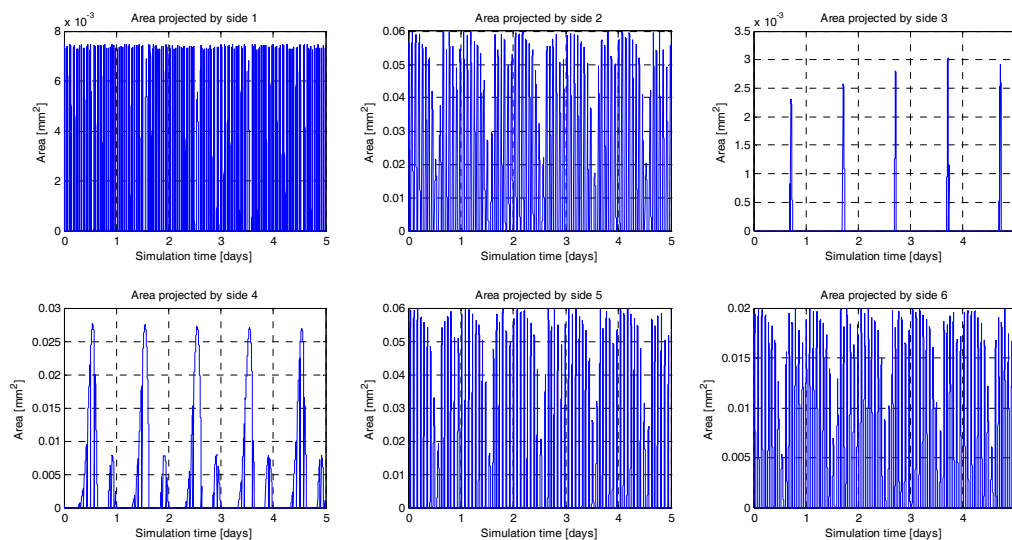 Area projected by side 1
8 x 10-3
6
4
2
0
Area [mm2]
0 1 2 3 4 5
Simulation time [days]
Area projected by side 2
0.06
0.05
0.04
0.03
0.02
0.01
0
Area [mm2]
0 1 2 3 4 5
Simulation time [days]
Area projected by side 3
x 10-3
3.5
3
2.5
2
1.5
1
0.5
0
Area [mm2]
0 1 2 3 4
Simulation time [days]
Area projected by side 4
0.03
0.025
0.02
0.015
0.01
0.005
0
Area [mm2]
0 1 2 3 4 5
Simulation time [days]
Area projected by side 5
0.06
0.05
0.04
0.03
0.02
0.01
0
Area [mm2]
0 1 2 3 4 5
Simulation time [days]
Area projected by side 6
0.02
0.015
0.01
0.005
0
Area [mm2]
0 1 2 3 4
Simulation time [days]